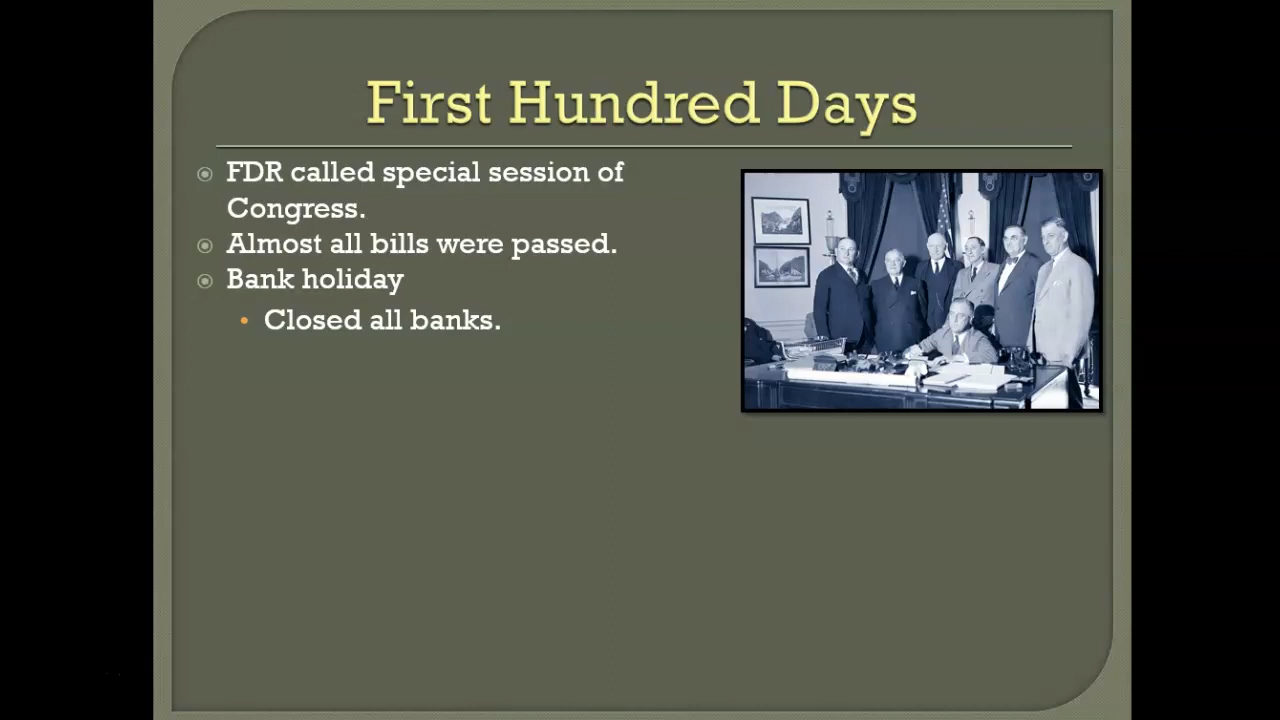 First Hundred Days
FDR called special session of
Congress.
Almost all bills were passed.
Bank holiday
Closed all banks.